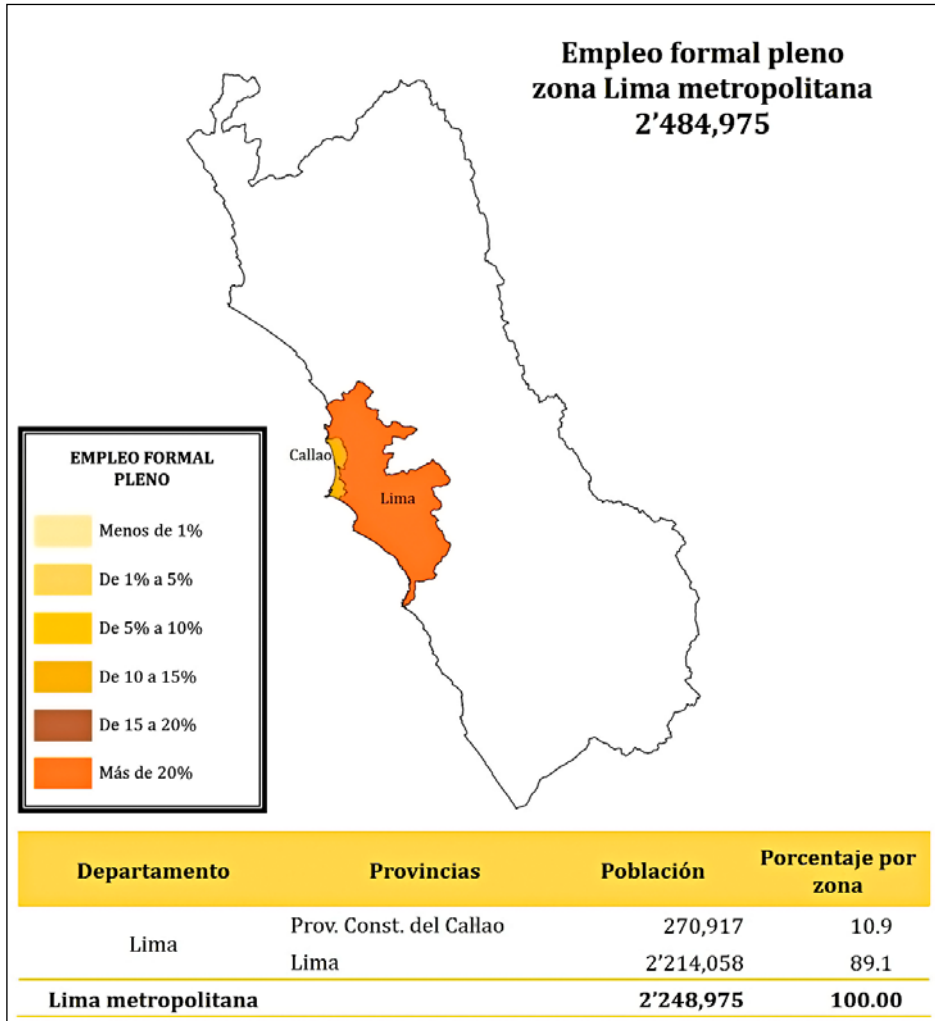 Empleo formal pleno
zona Lima metropolitana
2’484,975
Callao
Lima
EMPLEO FORMAL
PLENO
Menos de 1%
De 1% a 5%
De 5% a 10%
De 10 a 15%
De 15 a 20%
Más de 20%
Departamento Provincias Población Porcentaje por zona
Lima
Prov. Const. del Callao 270,917 10.9
Lima 2’214,058 89.1
Lima metropolitana 2’248,975 100.00